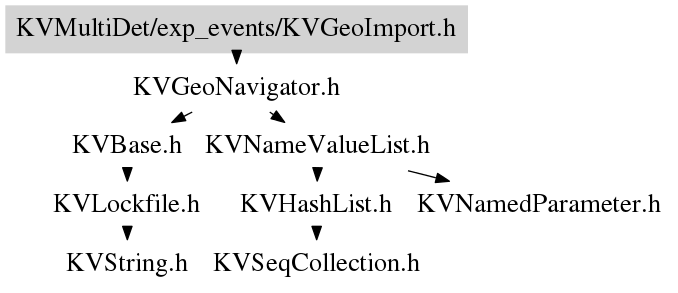 KVMultiDet/exp_events/KVGeoImport.h
KVGeoNavigator.h
KVBase.h KVNameValueList.h
KVLockfile.h KVHashList.h KVNamedParameter.h
KVString.h KVSeqCollection.h